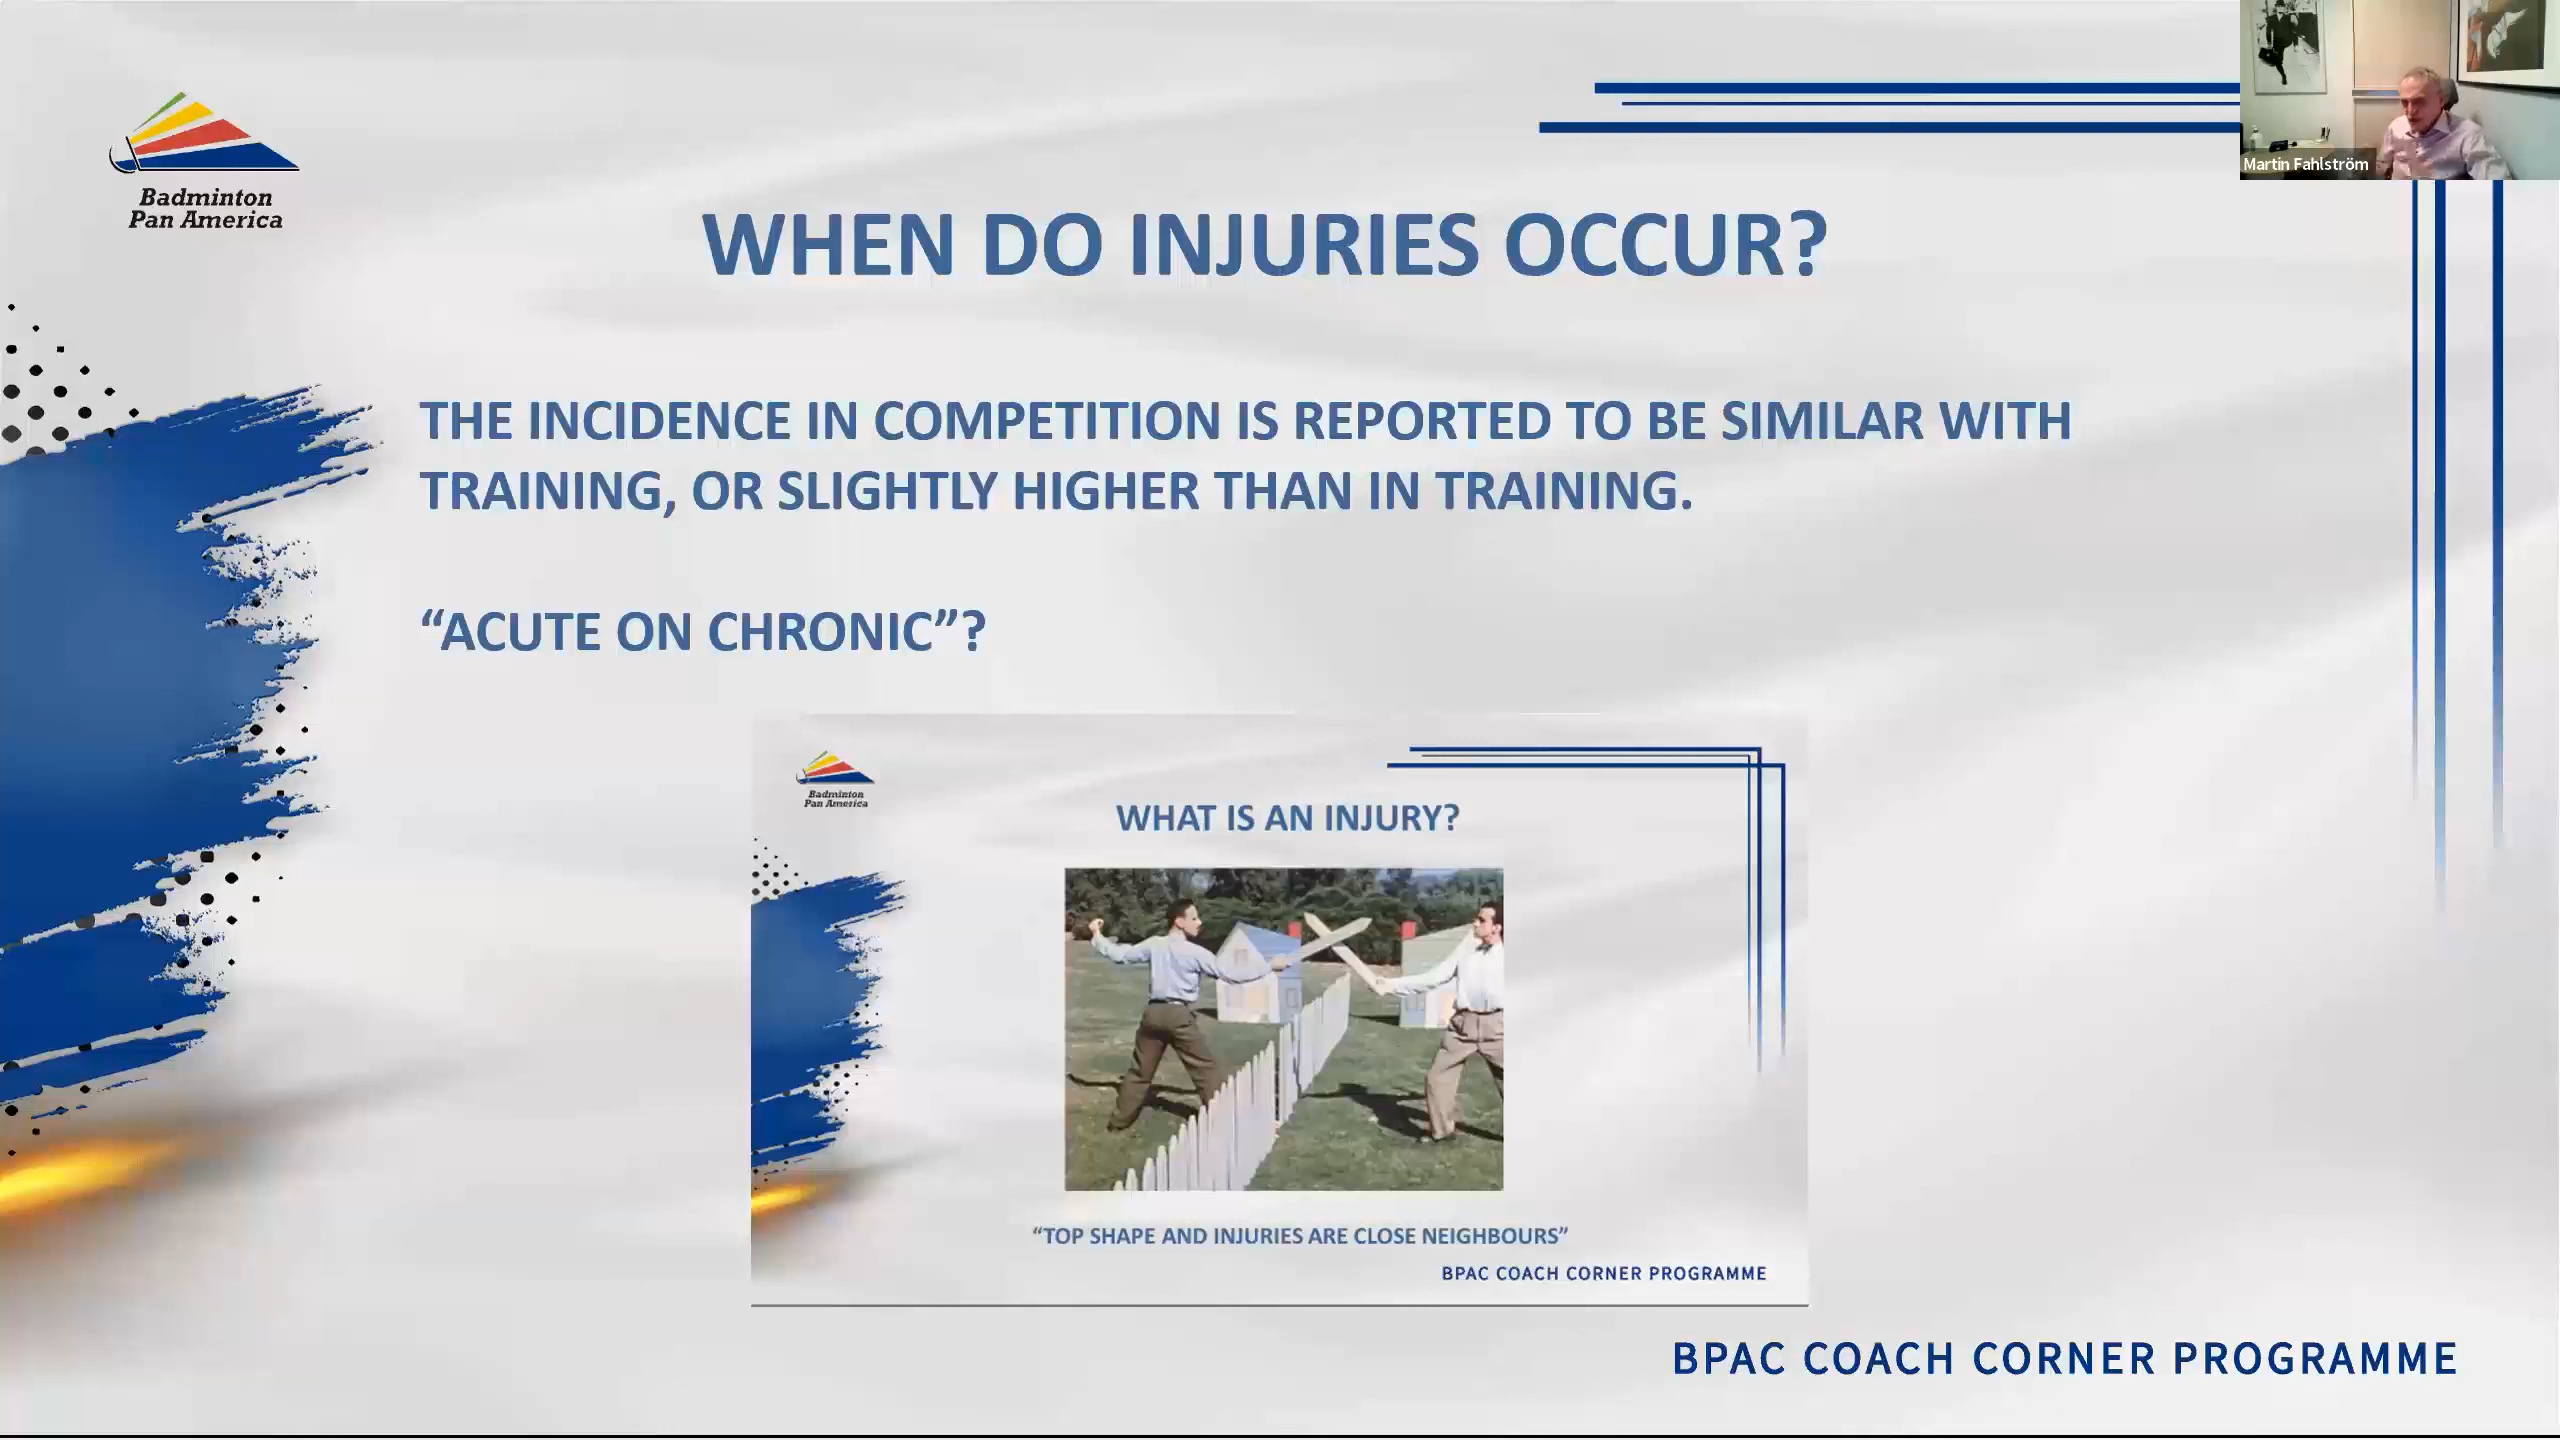 Badminton
Pan America
Martin Fahlström
WHEN DO INJURIES OCCUR?
THE INCIDENCE IN COMPETITION IS REPORTED TO BE SIMILAR WITH
TRAINING, OR SLIGHTLY HIGHER THAN IN TRAINING.
“ACUTE ON CHRONIC”?
Badminton
Pan America
WHAT IS AN INJURY?
“TOP SHAPE AND INJURIES ARE CLOSE NEIGHBOURS”
BPAC COACH CORNER PROGRAMME
BPAC COACH CORNER PROGRAMME